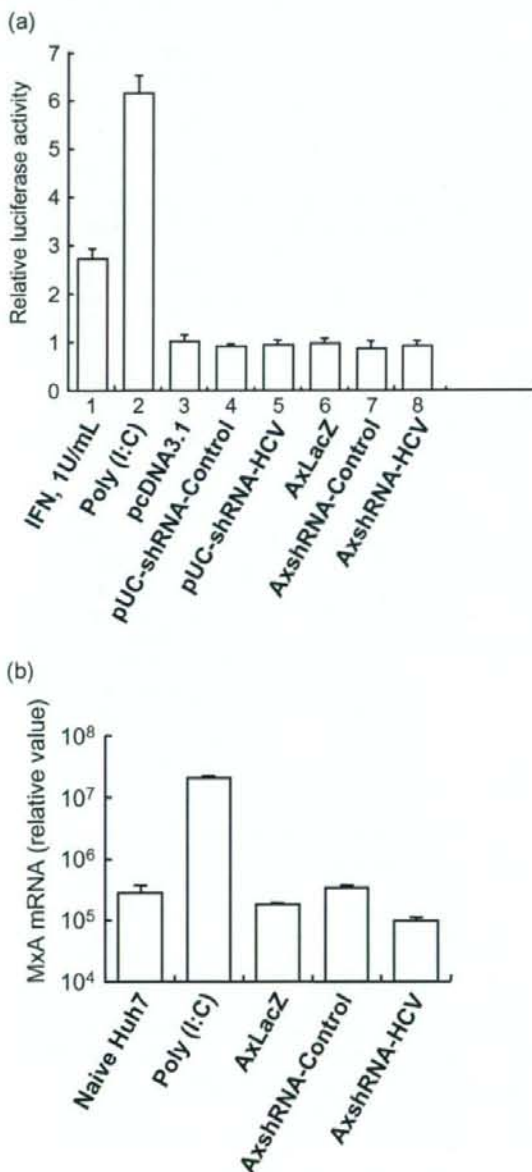 (a)
Relative luciferase activity
7
6
5
4
3
2
1
0
1 2 3 4 5 6 7 8
IFN, 1U/mL
Poly (I:C)
pcDNA3.1
pUC-shRNA-Control
pUC-shRNA-HCV
AxLacZ
AxshRNA-Control
AxshRNA-HCV
(b)
MxA mRNA (relative value)
10⁸
10⁷
10⁶
10⁵
10⁴
Naive Huh7
Poly (I:C)
AxLacZ
AxshRNA-Control
AxshRNA-HCV